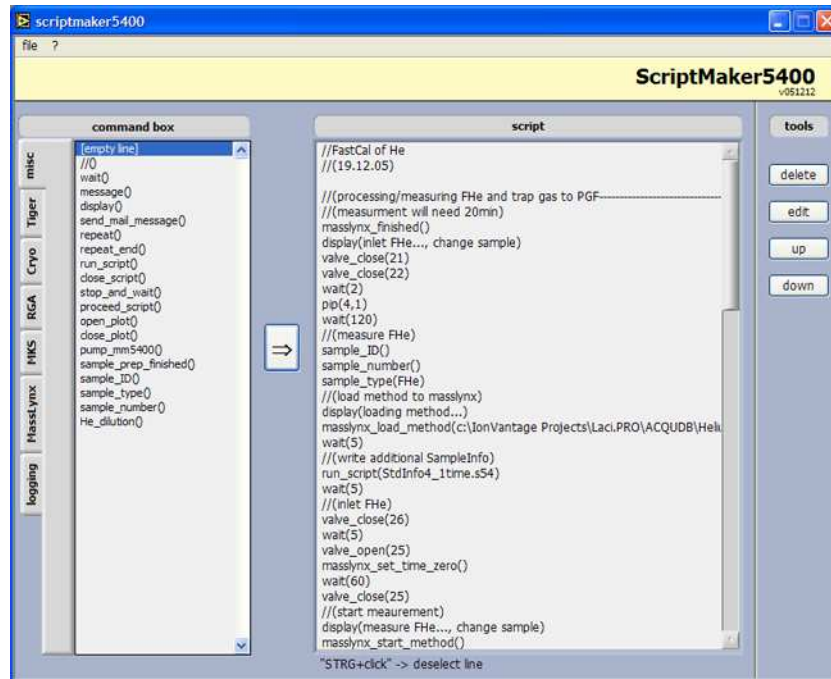 scriptmaker5400
file ?
ScriptMaker5400
v051212
command box
script
tools
misc
Tiger
Cryo
RGA
MKS
MassLynx
logging
[empty line]
//()
wait()
message()
display()
send_mail_message()
repeat()
repeat_end()
run_script()
close_script()
stop_and_wait()
proceed_script()
open_plot()
close_plot()
pump_mm5400()
sample_prep_finished()
sample_ID()
sample_type()
sample_number()
He_dilution()
⇒
//FastCal of He
//(19.12.05)
//(processing/measuring FHe and trap gas to PGF--------------------------------
//(measurment will need 20min)
masslynx_finished()
display(inlet FHe..., change sample)
valve_close(21)
valve_close(22)
wait(2)
pip(4,1)
wait(120)
//(measure FHe)
sample_ID()
sample_number()
sample_type(FHe)
//(load method to masslynx)
display(loading method...)
masslynx_load_method(c:\IonVantage Projects\Laci.PRO\ACQUDB\Heliu
wait(5)
//(write additional SampleInfo)
run_script(StdInfo4_1time.s54)
wait(5)
//(inlet FHe)
valve_close(26)
wait(5)
valve_open(25)
masslynx_set_time_zero()
wait(60)
valve_close(25)
//(start meaurement)
display(measure FHe..., change sample)
masslynx_start_method()
"STRG+click" -> deselect line
delete
edit
up
down